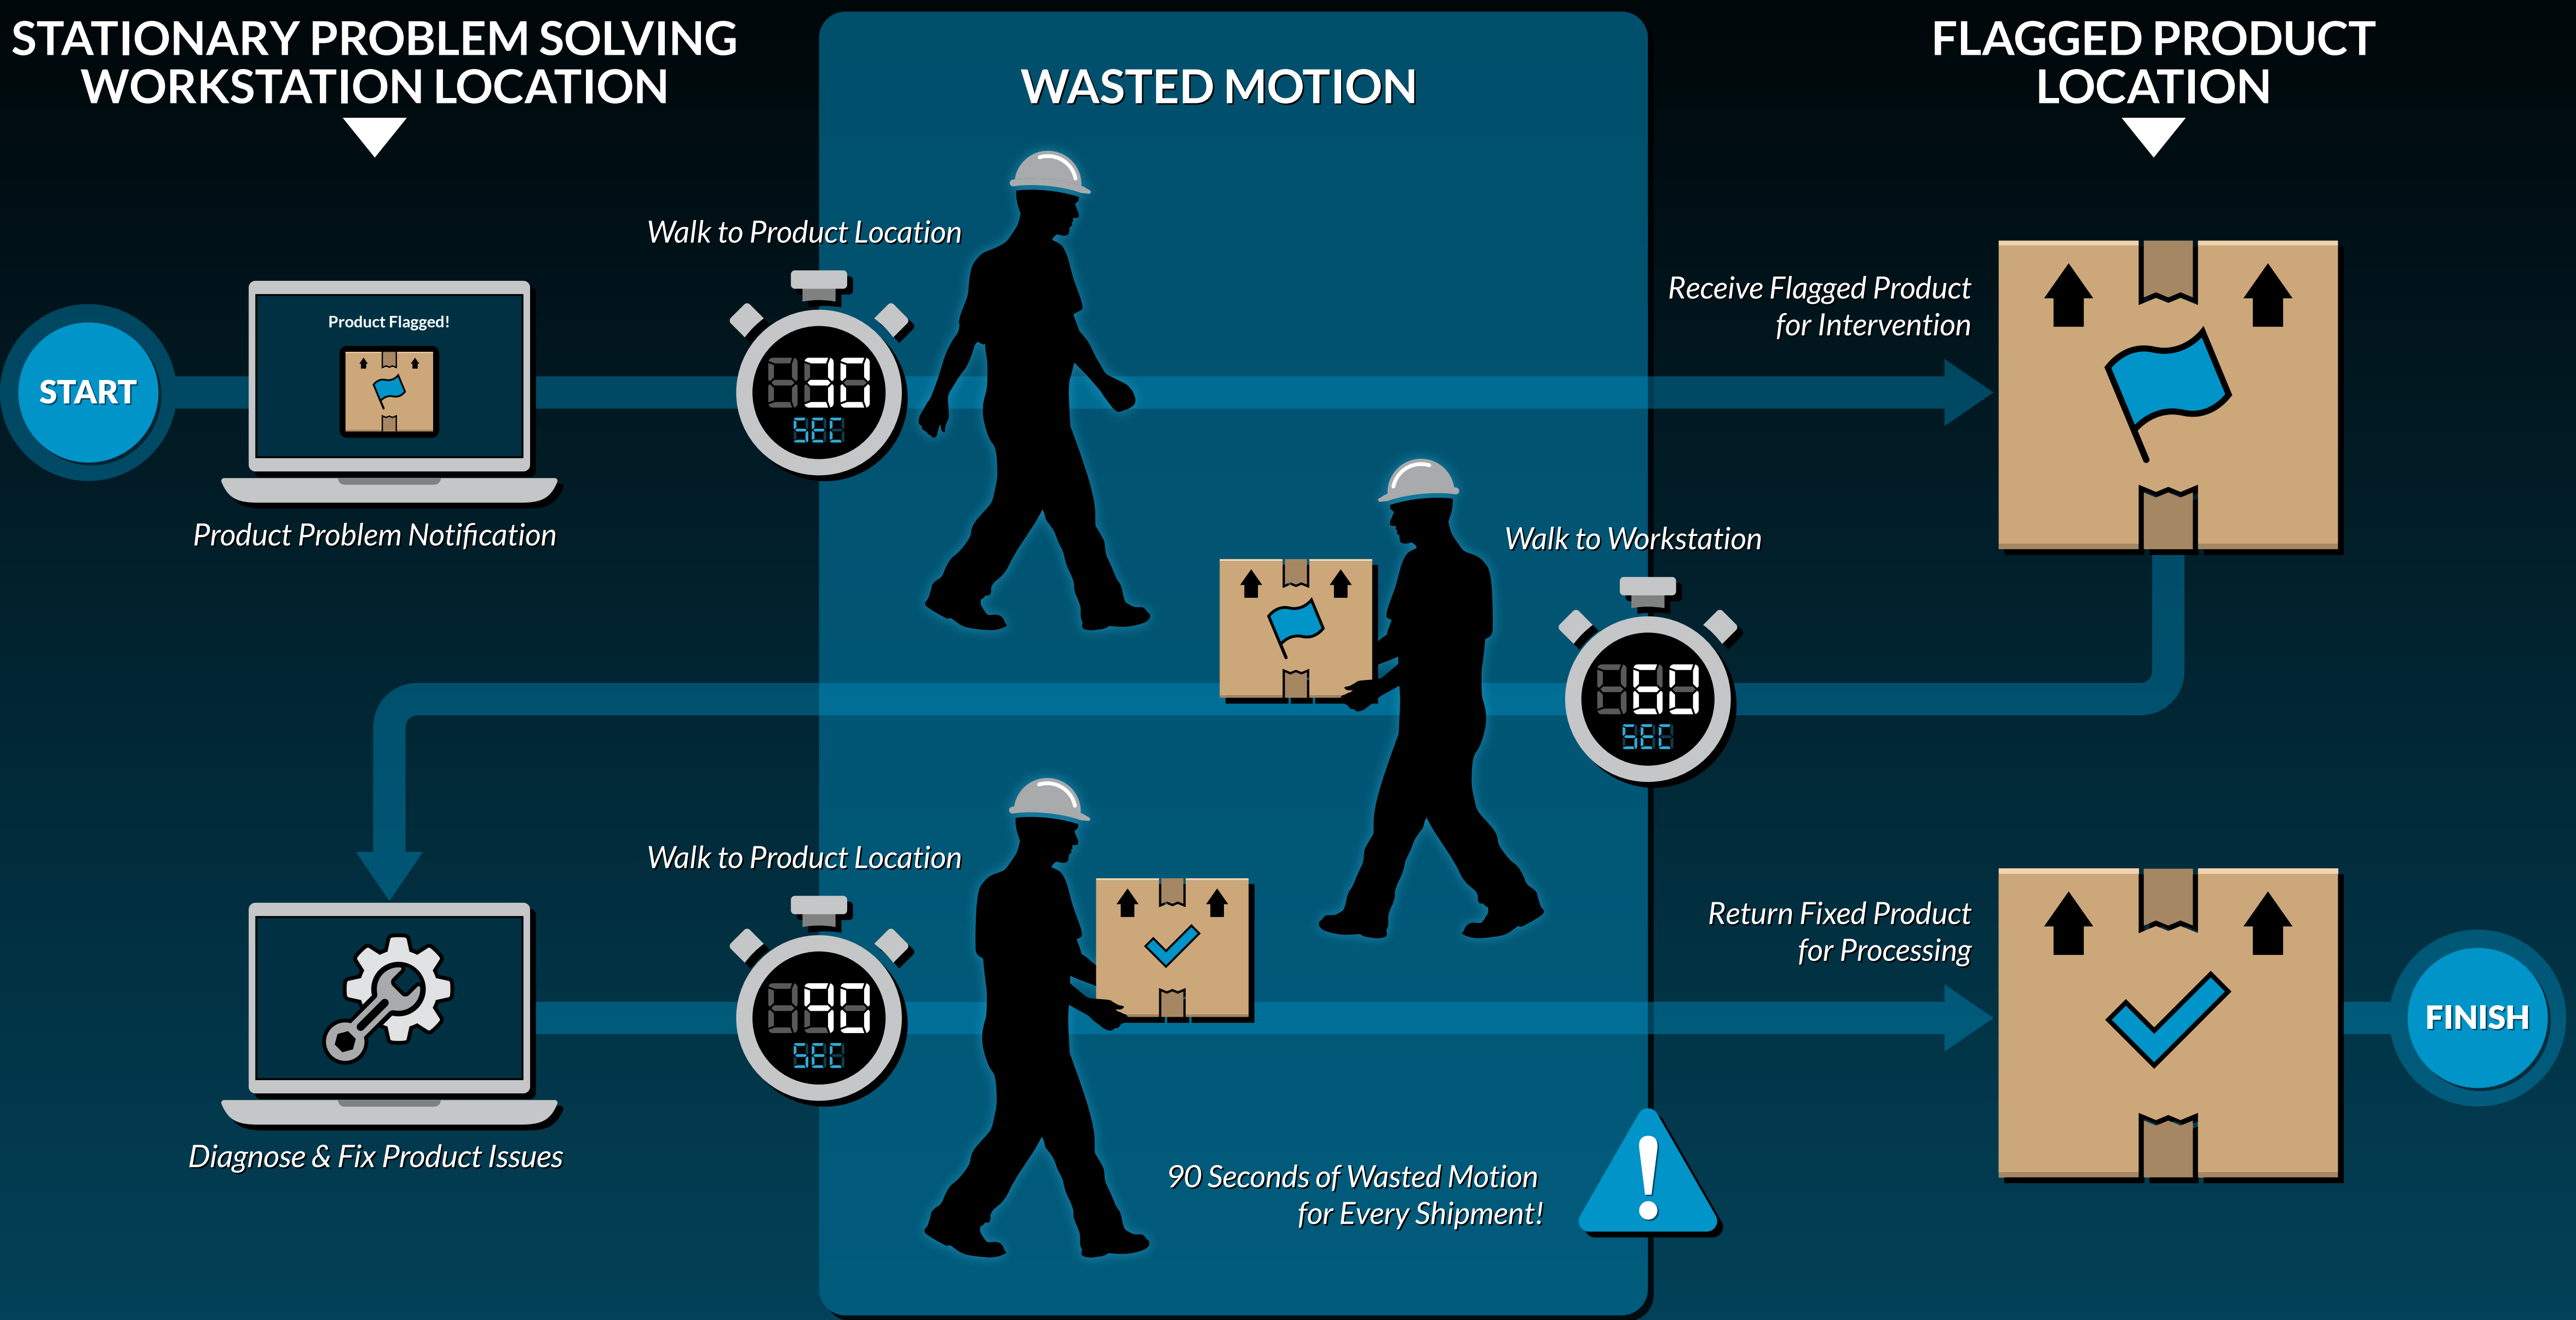 STATIONARY PROBLEM SOLVING
WORKSTATION LOCATION
WASTED MOTION
FLAGGED PRODUCT
LOCATION
Walk to Product Location
Receive Flagged Product
for Intervention
START
Product Flagged!
30
SEC
Product Problem Notification
Walk to Workstation
60
SEC
Walk to Product Location
Return Fixed Product
for Processing
90
SEC
FINISH
Diagnose & Fix Product Issues
90 Seconds of Wasted Motion
for Every Shipment!